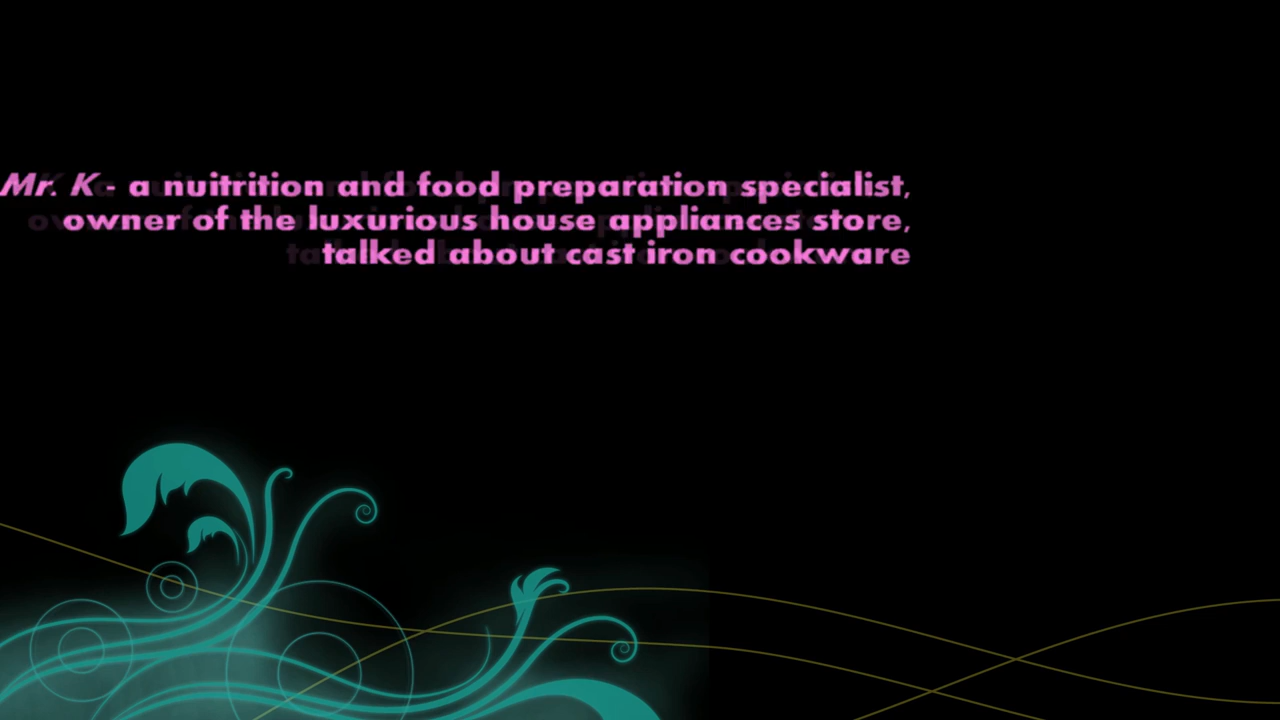 Mr. K - a nuitrition and food preparation specialist,
owner of the luxurious house appliances store,
talked about cast iron cookware